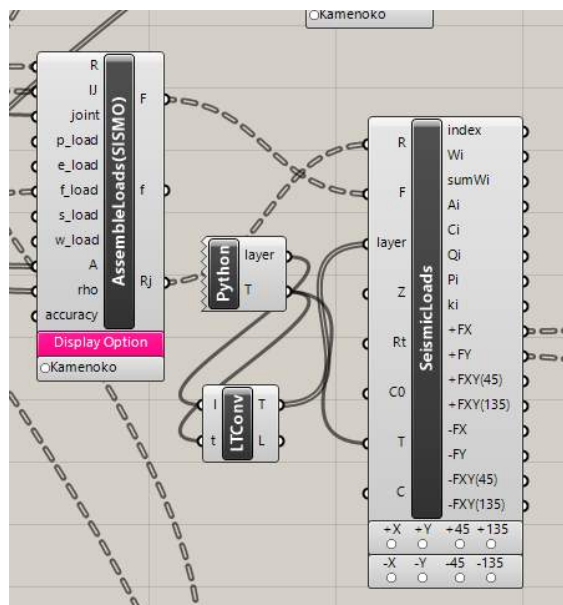 Kamenoko
R
IJ
joint
p_load
e_load
f_load
s_load
w_load
A
rho
accuracy
AssembleLoads(SISMO)
F
f
Rj
Display Option
Kamenoko
Python
layer
T
l
t
LTConv
T
L
R
F
layer
Z
Rt
C0
T
C
SeismicLoads
index
Wi
sumWi
Ai
Ci
Qi
Pi
ki
+FX
+FY
+FXY(45)
+FXY(135)
-FX
-FY
-FXY(45)
-FXY(135)
+X +Y +45 +135
-X -Y -45 -135